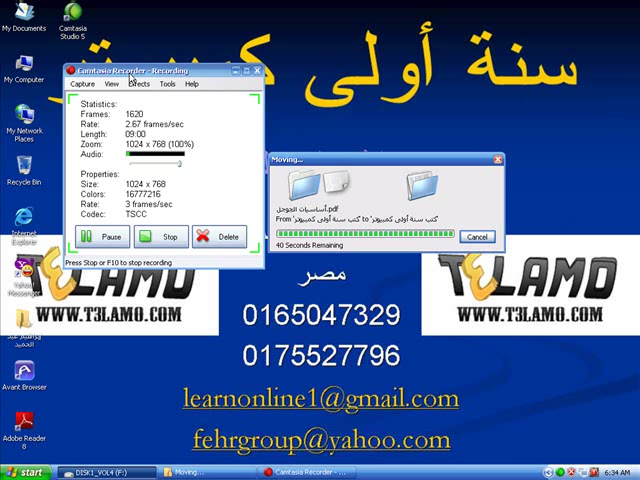 My Documents
Camtasia
Studio 5
سنة أولى كمبيوتر
My Computer
My Network
Places
Recycle Bin
Internet
Explorer
Yahoo!
Messenger
إبراهيم عبد
الحميد
Avant Browser
Adobe Reader
8
Camtasia Recorder - Recording
Capture View Effects Tools Help
Statistics:
Frames: 1620
Rate: 2.67 frames/sec
Length: 09:00
Zoom: 1024 x 768 (100%)
Audio:
Properties:
Size: 1024 x 768
Colors: 16777216
Rate: 3 frames/sec
Codec: TSCC
Pause Stop Delete
Press Stop or F10 to stop recording
Moving...
أساسيات الجوجل.pdf
From 'كتب سنة أولى كمبيوتر' to 'كتب سنة أولى كمبيوتر'
40 Seconds Remaining
Cancel
T3LAMO
WWW.T3LAMO.COM
مصر
0165047329
0175527796
learnonline1@gmail.com
fehrgroup@yahoo.com
T3LAMO
WWW.T3LAMO.COM
start
DISK1_VOL4 (F:)
Moving...
Camtasia Recorder - ...
6:34 AM